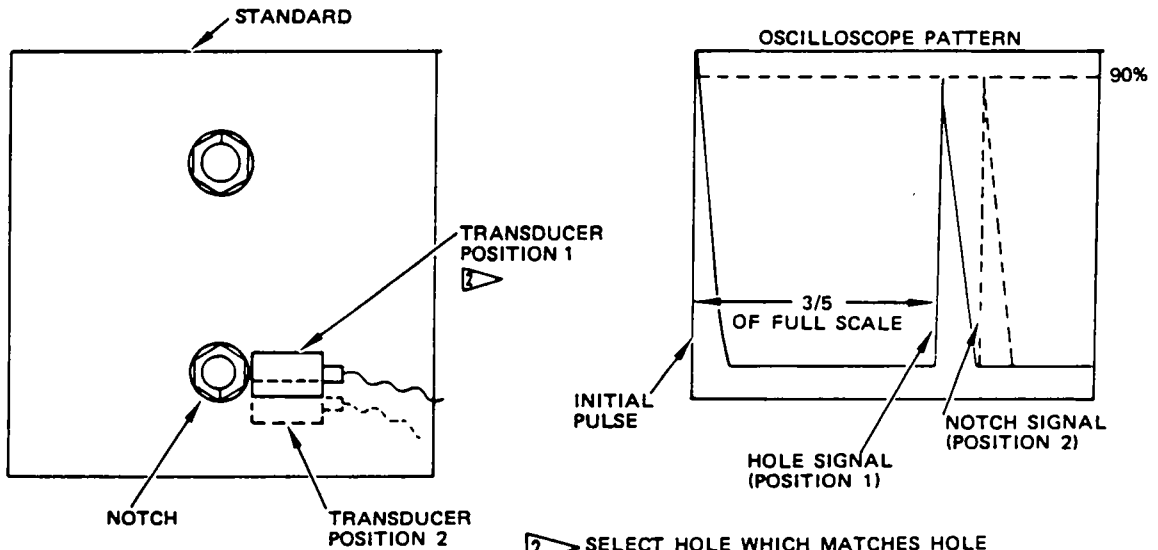 STANDARD
TRANSDUCER
POSITION 1
2
NOTCH
TRANSDUCER
POSITION 2
OSCILLOSCOPE PATTERN
90%
3/5
OF FULL SCALE
INITIAL
PULSE
HOLE SIGNAL
(POSITION 1)
NOTCH SIGNAL
(POSITION 2)
2 SELECT HOLE WHICH MATCHES HOLE